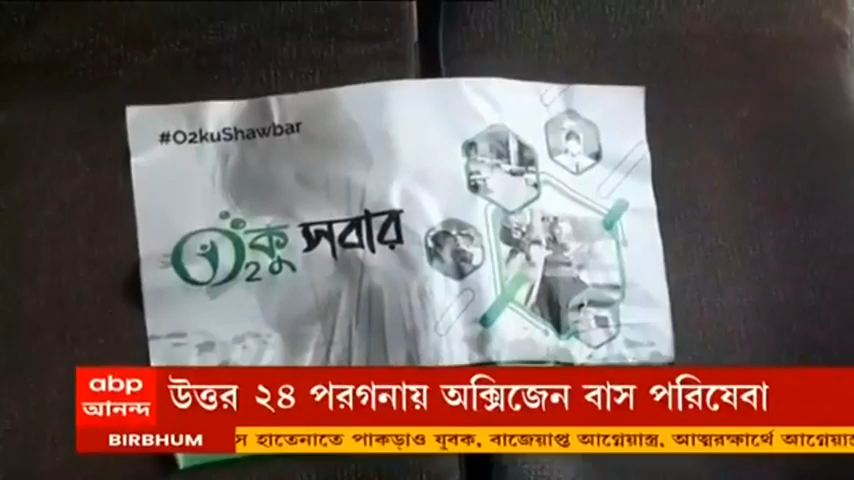 #O2kuShawbar
O₂কু সবার
abp
আনন্দ
উত্তর ২৪ পরগনায় অক্সিজেন বাস পরিষেবা
BIRBHUM
স হাতেনাতে পাকড়াও যুবক, বাজেয়াপ্ত আগ্নেয়াস্ত্র, আত্মরক্ষার্থে আগ্নেয়াস্ত্র